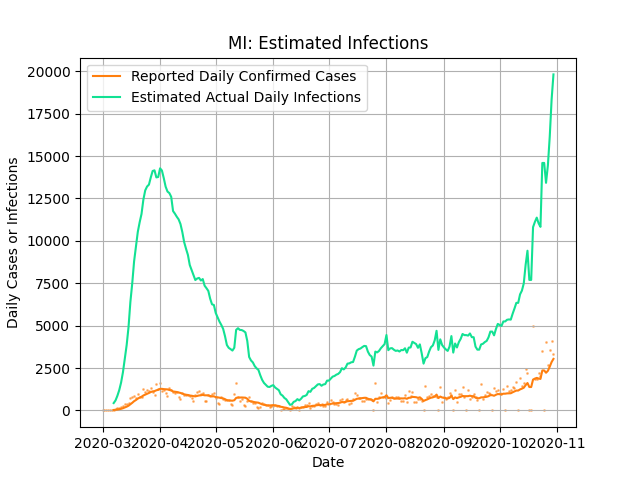 MI: Estimated Infections
Reported Daily Confirmed Cases
Estimated Actual Daily Infections
Daily Cases or Infections
20000
17500
15000
12500
10000
7500
5000
2500
0
2020-03 2020-04 2020-05 2020-06 2020-07 2020-08 2020-09 2020-10 2020-11
Date